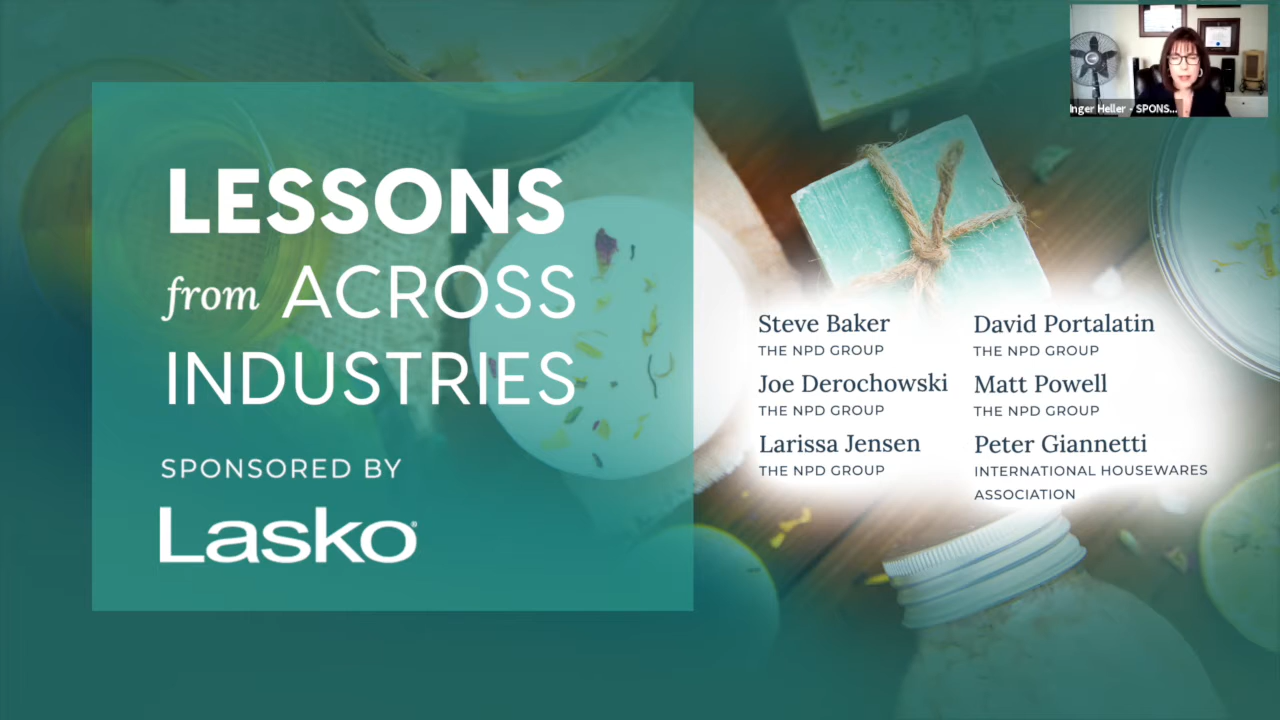 LESSONS
from ACROSS
INDUSTRIES
SPONSORED BY
Lasko
Steve Baker
THE NPD GROUP
Joe Derochowski
THE NPD GROUP
Larissa Jensen
THE NPD GROUP
David Portalatin
THE NPD GROUP
Matt Powell
THE NPD GROUP
Peter Giannetti
INTERNATIONAL HOUSEWARES
ASSOCIATION
Inger Heller - SPONS...